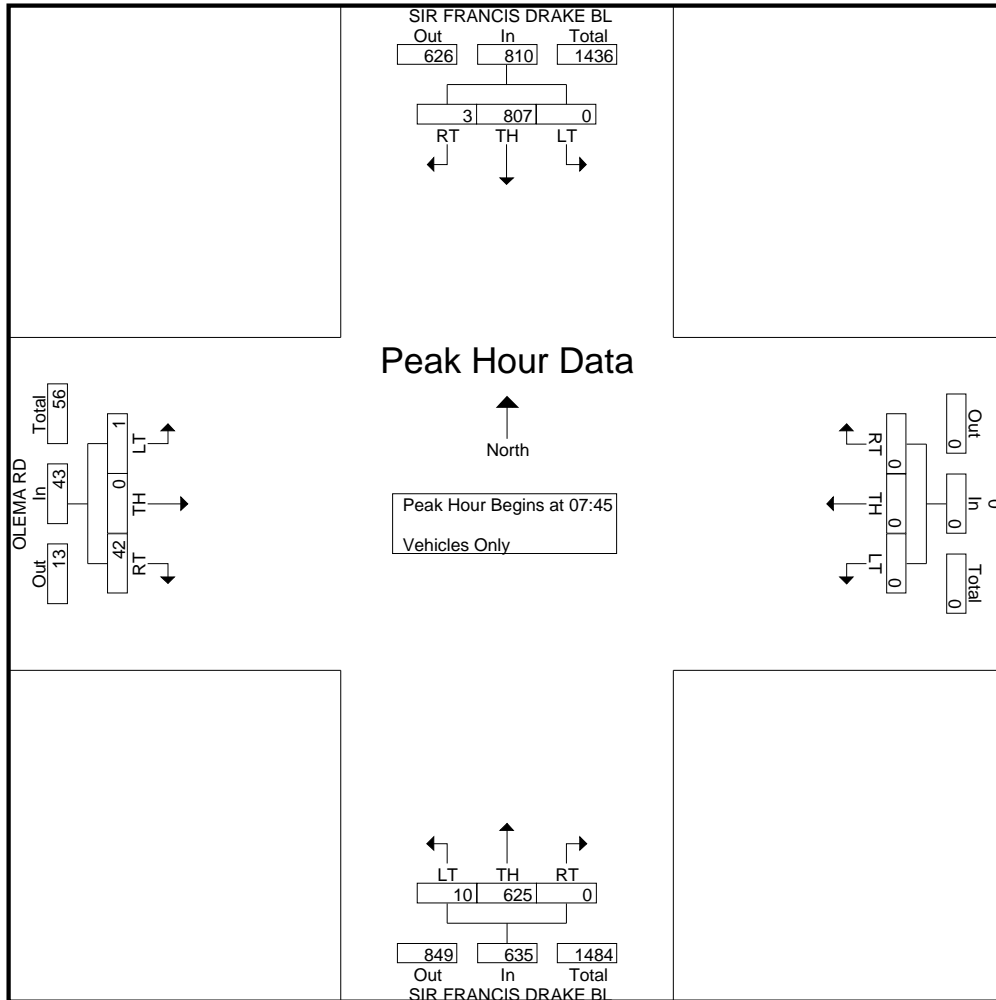 SIR FRANCIS DRAKE BL
Out In Total
626 810 1436
3 807 0
RT TH LT
Peak Hour Data
North
Peak Hour Begins at 07:45
Vehicles Only
OLEMA RD
Total In Out
56 43 13
1 0 42
LT TH RT
RT TH LT
0 0 0
Out In Total
0 0 0
0
LT TH RT
10 625 0
849 635 1484
Out In Total
SIR FRANCIS DRAKE BL